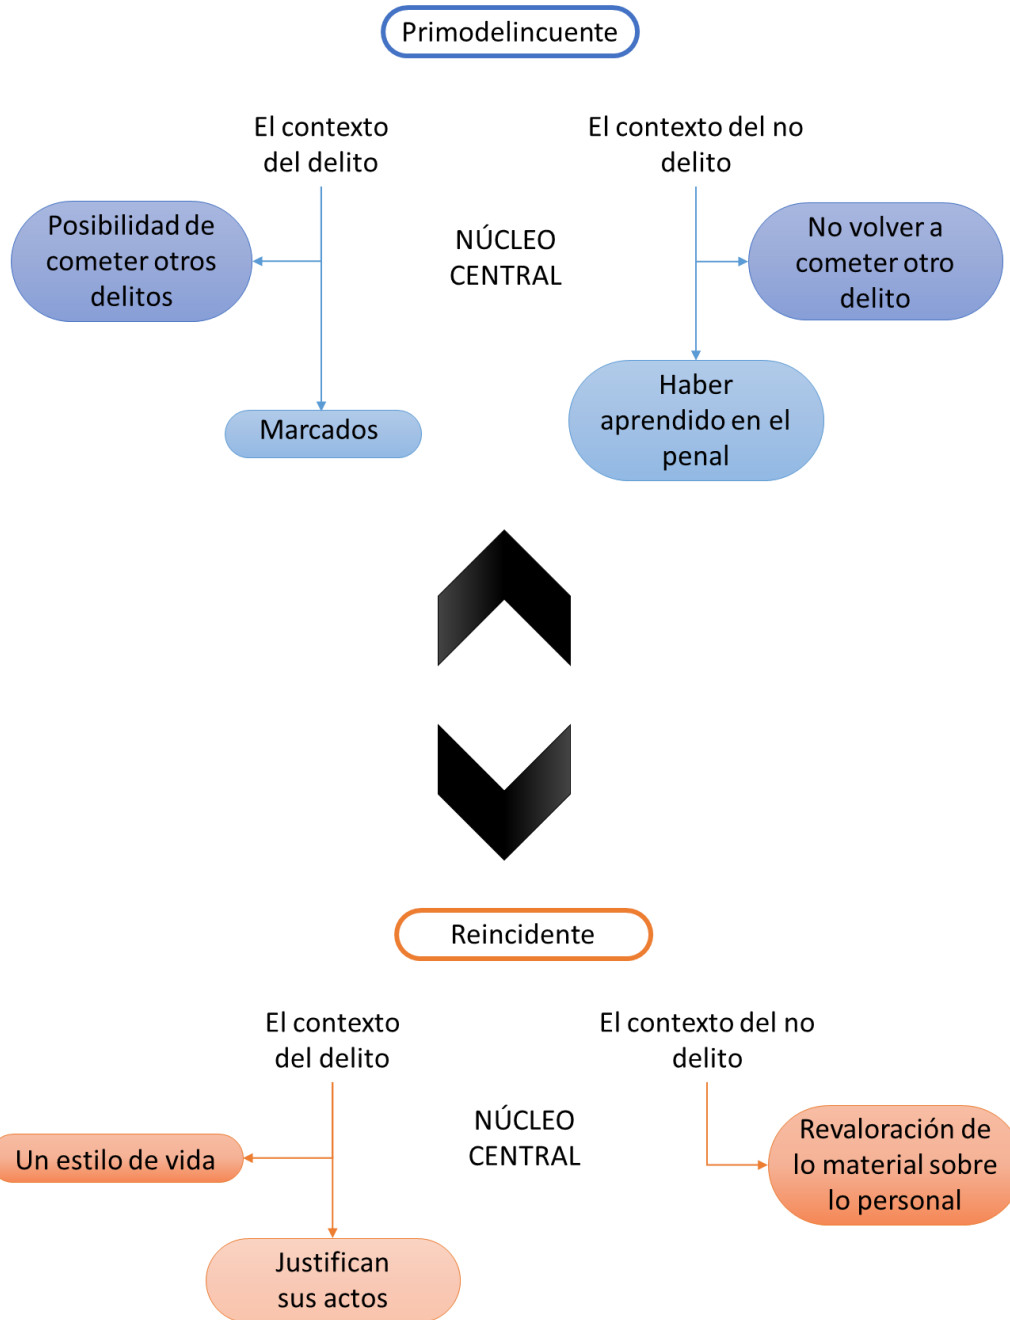 Primodelincuente
El contexto
del delito
El contexto del no
delito
Posibilidad de
cometer otros
delitos
NÚCLEO
CENTRAL
No volver a
cometer otro
delito
Marcados
Haber
aprendido en el
penal
Reincidente
El contexto
del delito
El contexto del no
delito
Un estilo de vida
NÚCLEO
CENTRAL
Revaloración de
lo material sobre
lo personal
Justifican
sus actos